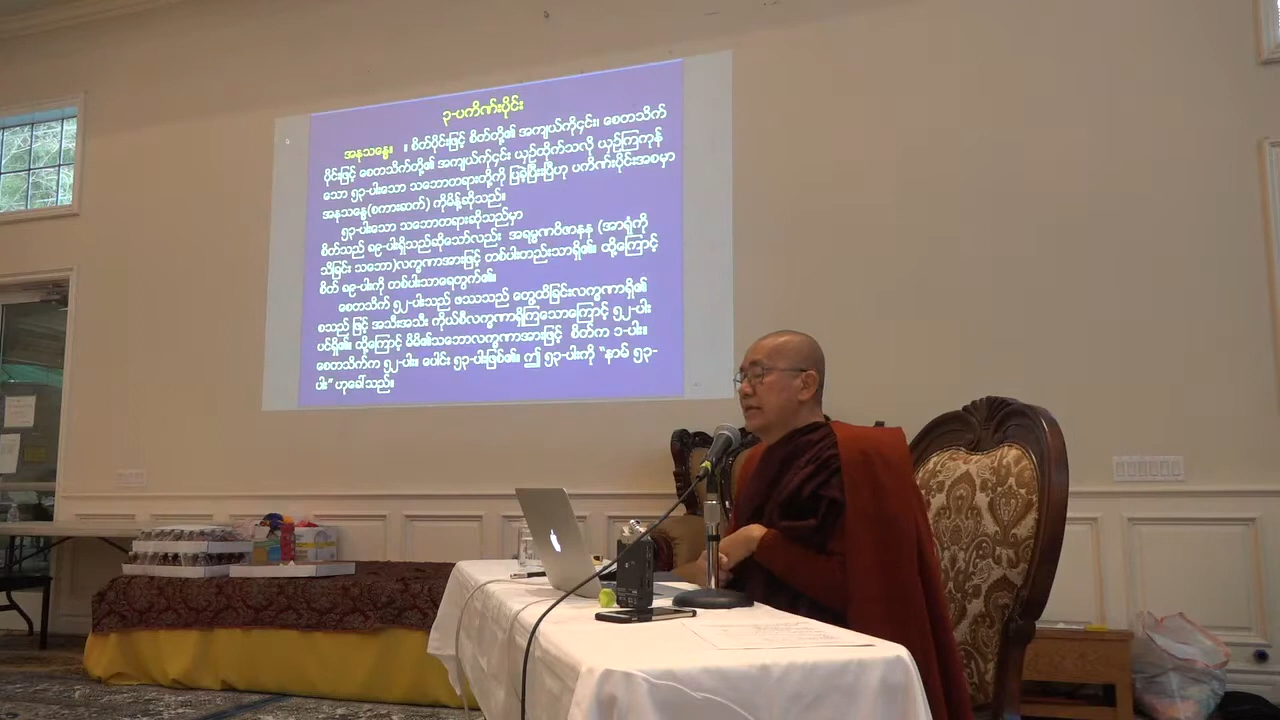 ၃-ပကိဏ်းပိုင်း
အနုသန္ဓေ။ ။ စိတ်ပိုင်းဖြင့် စိတ်တို့၏ အကျယ်ကို၄င်း၊ စေတသိက်
ပိုင်းဖြင့် စေတသိက်တို့၏ အကျယ်ကို၄င်း ယှဉ်ထိုက်သလို ယှဉ်ကြကုန်
သော ၅၃-ပါးသော သဘောတရားတို့ကို ပြခဲ့ပြီးပြီဟု ပကိဏ်းပိုင်းအစမှာ
အနုသန္ဓေ(စကားဆက်) ကိုမိန့်ဆိုသည်။
၅၃-ပါးသော သဘောတရားဆိုသည်မှာ
စိတ်သည် ၈၉-ပါးရှိသည်ဆိုသော်လည်း အာရမ္မဏဝိဇာနန (အာရုံကို
သိခြင်း သဘော)လက္ခဏာအားဖြင့် တစ်ပါးတည်းသာရှိ၏။ ထို့ကြောင့်
စိတ် ၈၉-ပါးကို တစ်ပါးသာရေတွက်၏။
စေတသိက် ၅၂-ပါးသည် ဖဿသည် တွေ့ထိခြင်းလက္ခဏာရှိ၏
စသည် ဖြင့် အသီးအသီး ကိုယ်စီလက္ခဏာရှိကြသောကြောင့် ၅၂-ပါး
ပင်ရှိ၏။ ထို့ကြောင့် မိမိ၏သဘောလက္ခဏာအားဖြင့် စိတ်က ၁-ပါး။
စေတသိက်က ၅၂-ပါး။ ပေါင်း ၅၃-ပါးဖြစ်၏။ ဤ ၅၃-ပါးကို “နာမ် ၅၃-
ပါး” ဟုခေါ်သည်။